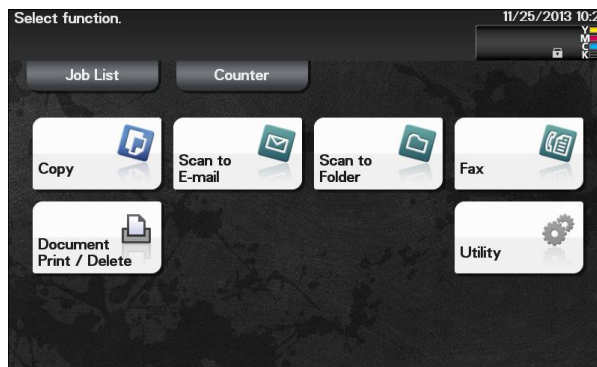 Select function.
11/25/2013 10:2
Y
M
C
K
Job List
Counter
Copy
Scan to
E-mail
Scan to
Folder
Fax
Document
Print / Delete
Utility